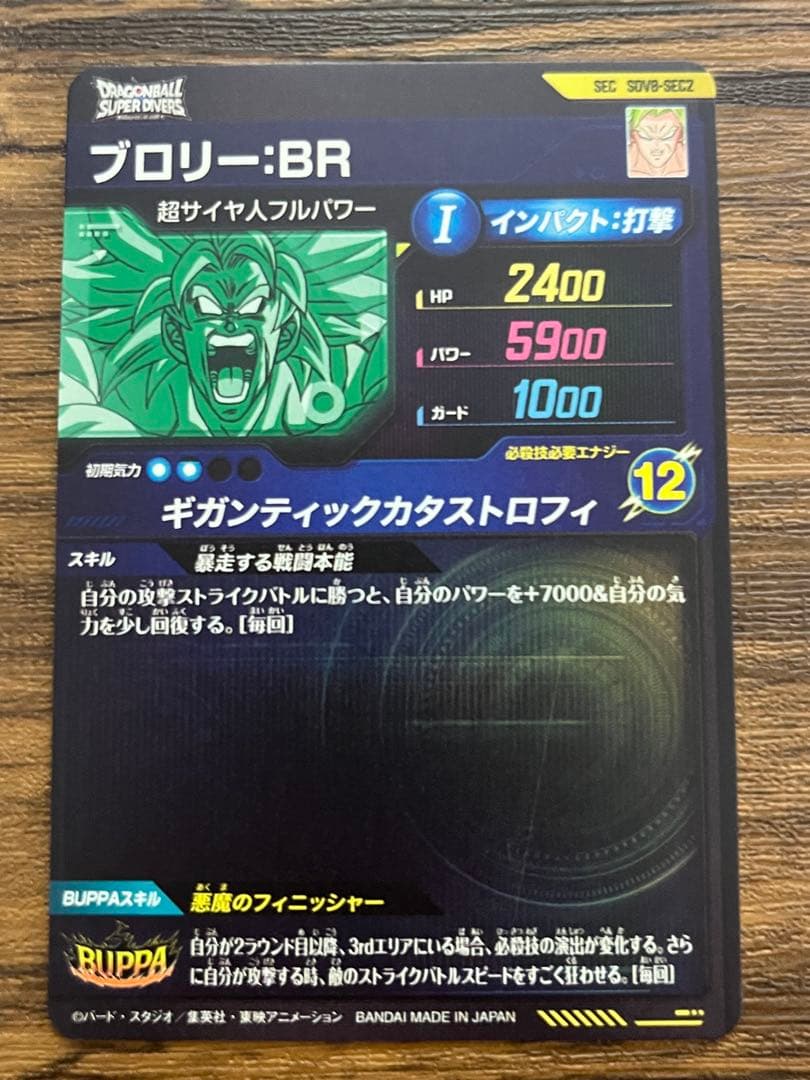 DRAGONBALL
SUPER DIVERS
SEC SDV8-SEC2
ブロリー:BR
超サイヤ人フルパワー
I インパクト:打撃
HP 2400
パワー 5900
ガード 1000
NO
初期気力
必殺技必要エナジー
12
ギガンティックカタストロフィ
スキル 暴走する戦闘本能
自分の攻撃ストライクバトルに勝つと、自分のパワーを+7000&自分の気
力を少し回復する。[毎回]
BUPPAスキル 悪魔のフィニッシャー
BUPPA
自分が2ラウンド目以降、3rdエリアにいる場合、必殺技の演出が変化する。さら
に自分が攻撃する時、敵のストライクバトルスピードをすごく狂わせる。[毎回]
©バード・スタジオ/集英社・東映アニメーション BANDAI MADE IN JAPAN